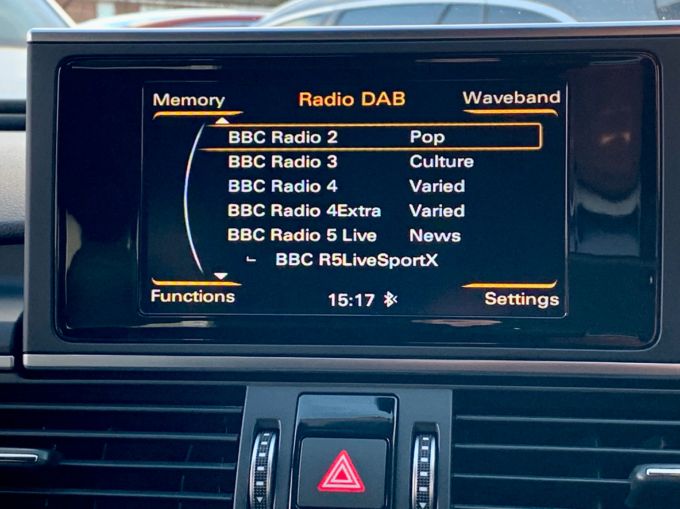 Memory Radio DAB Waveband
BBC Radio 2 Pop
BBC Radio 3 Culture
BBC Radio 4 Varied
BBC Radio 4Extra Varied
BBC Radio 5 Live News
BBC R5LiveSportX
Functions 15:17 Settings